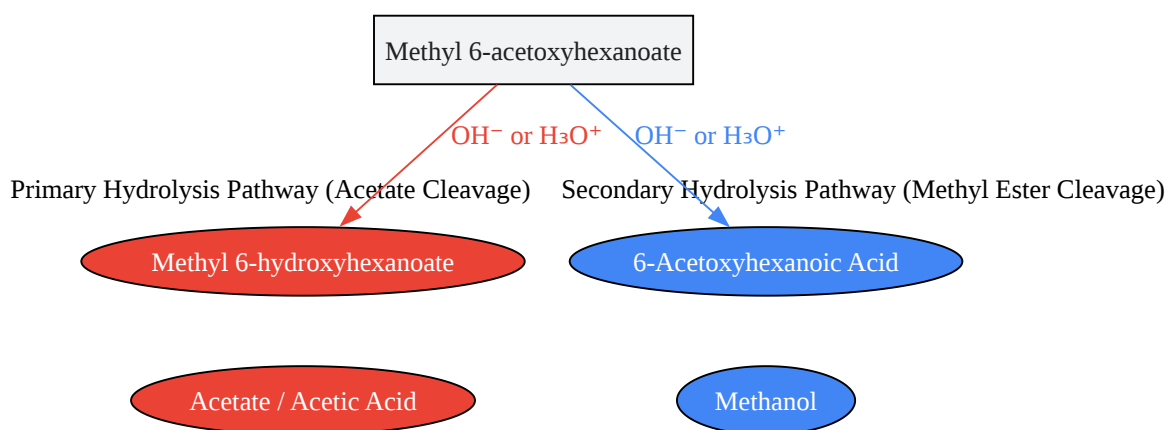 Methyl 6-acetoxyhexanoate
OH⁻ or H₃O⁺
OH⁻ or H₃O⁺
Primary Hydrolysis Pathway (Acetate Cleavage)
Secondary Hydrolysis Pathway (Methyl Ester Cleavage)
Methyl 6-hydroxyhexanoate
6-Acetoxyhexanoic Acid
Acetate / Acetic Acid
Methanol